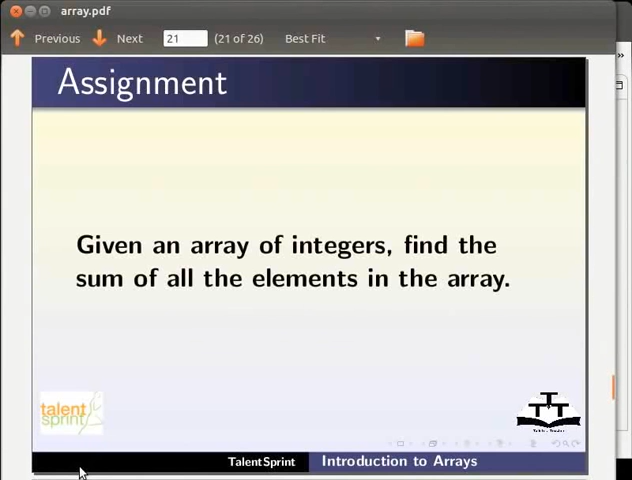 array.pdf
Previous Next 21 (21 of 26) Best Fit
Assignment
Given an array of integers, find the
sum of all the elements in the array.
talent
sprint
TalentSprint Introduction to Arrays